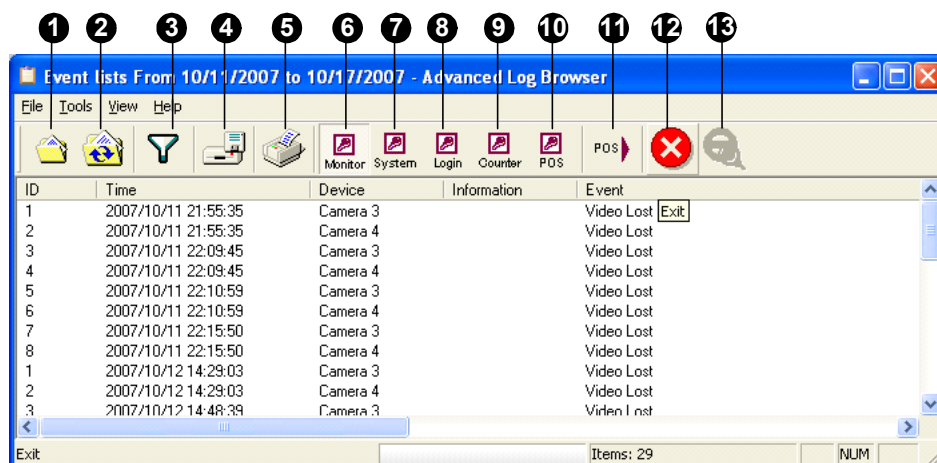 1 2 3 4 5 6 7 8 9 10 11 12 13
Event lists From 10/11/2007 to 10/17/2007 - Advanced Log Browser
File Tools View Help
Monitor System Login Counter POS POS
ID Time Device Information Event
1 2007/10/11 21:55:35 Camera 3 Video Lost Exit
2 2007/10/11 21:55:35 Camera 4 Video Lost
3 2007/10/11 22:09:45 Camera 3 Video Lost
4 2007/10/11 22:09:45 Camera 4 Video Lost
5 2007/10/11 22:10:59 Camera 3 Video Lost
6 2007/10/11 22:10:59 Camera 4 Video Lost
7 2007/10/11 22:15:50 Camera 3 Video Lost
8 2007/10/11 22:15:50 Camera 4 Video Lost
1 2007/10/12 14:29:03 Camera 3 Video Lost
2 2007/10/12 14:29:03 Camera 4 Video Lost
3 2007/10/12 14:48:39 Camera 3 Video Lost
Exit Items: 29 NUM